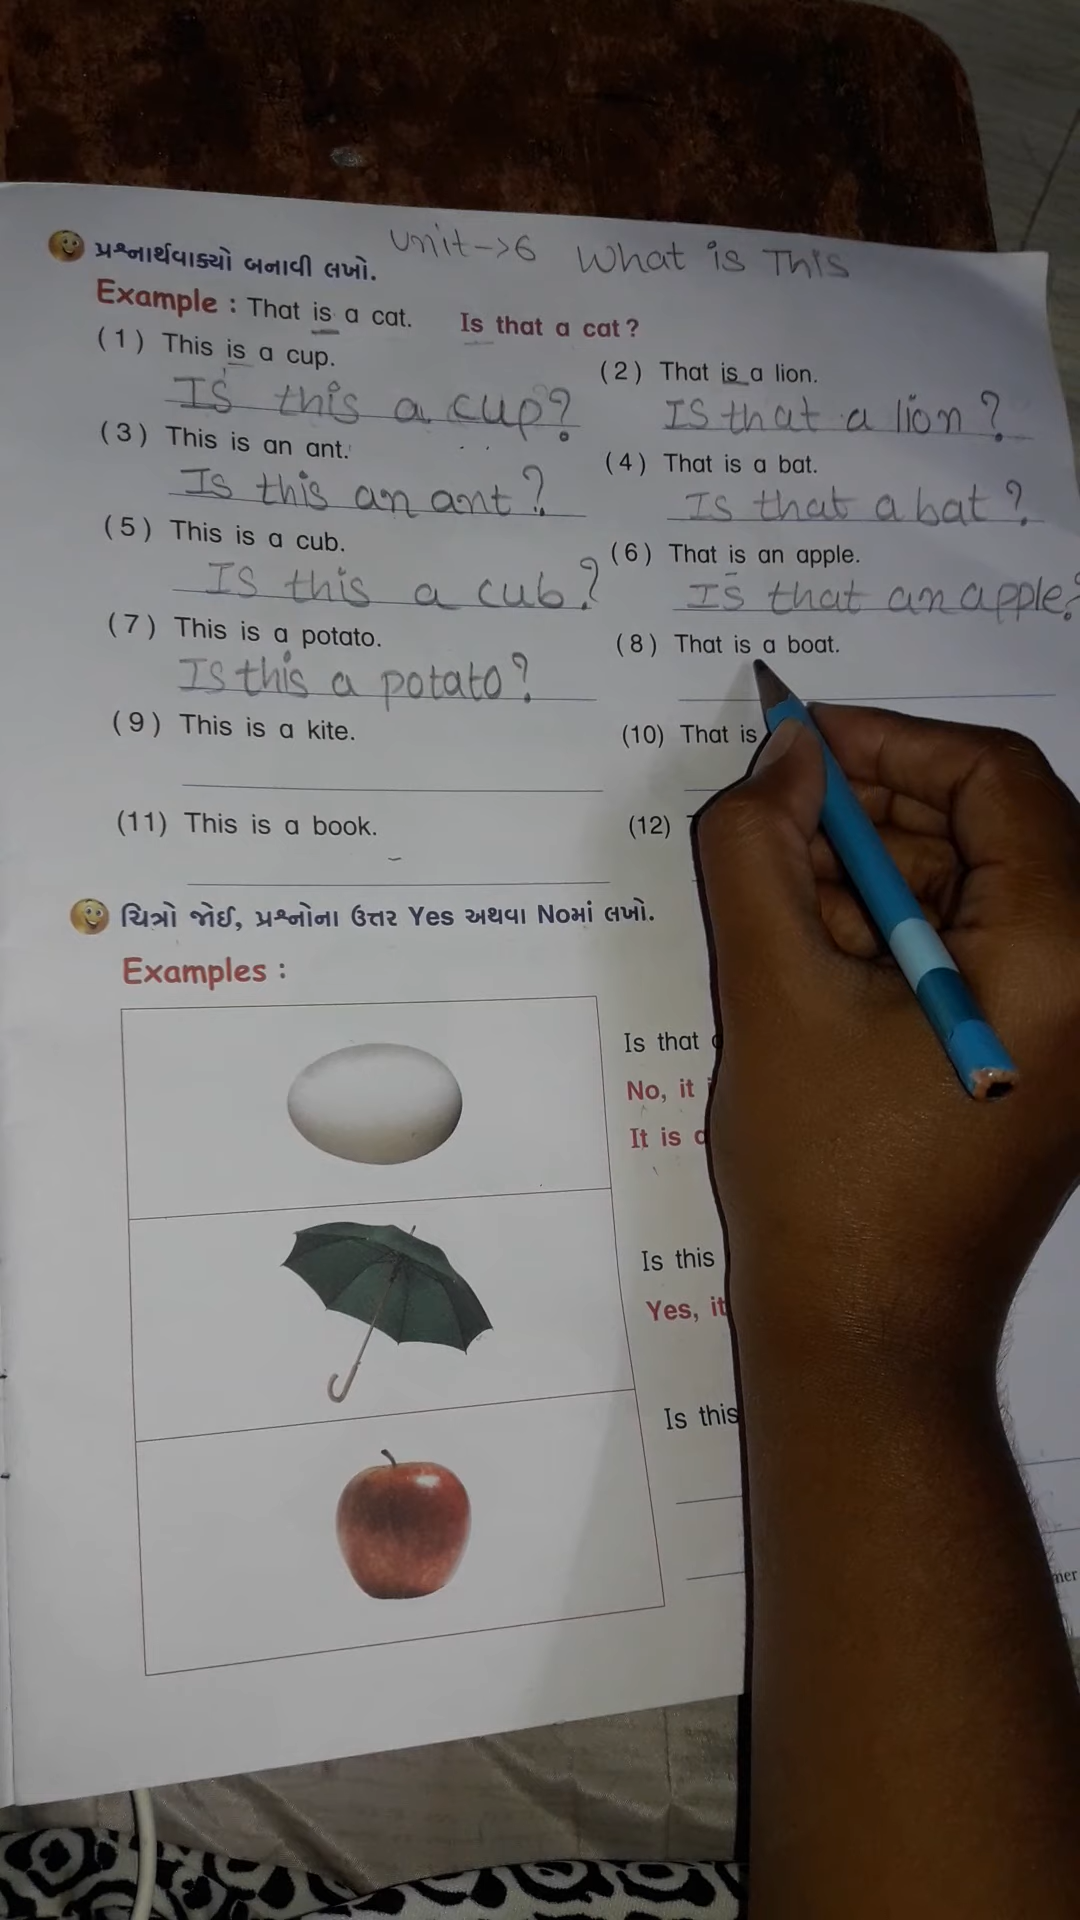 પ્રશ્નાર્થવાક્યો બનાવી લખો. Unit->6 What is This
Example : That is a cat. Is that a cat ?
(1) This is a cup.
Is this a cup?
(2) That is a lion.
Is that a lion?
(3) This is an ant.
Is this an ant?
(4) That is a bat.
Is that a bat?
(5) This is a cub.
Is this a cub?
(6) That is an apple.
Is that an apple?
(7) This is a potato.
Is this a potato?
(8) That is a boat.
(9) This is a kite.
(10) That is
(11) This is a book.
(12)
ચિત્રો જોઈ, પ્રશ્નોના ઉત્તર Yes અથવા Noમાં લખો.
Examples :
Is that
No, it
It is
Is this
Yes, it
Is this